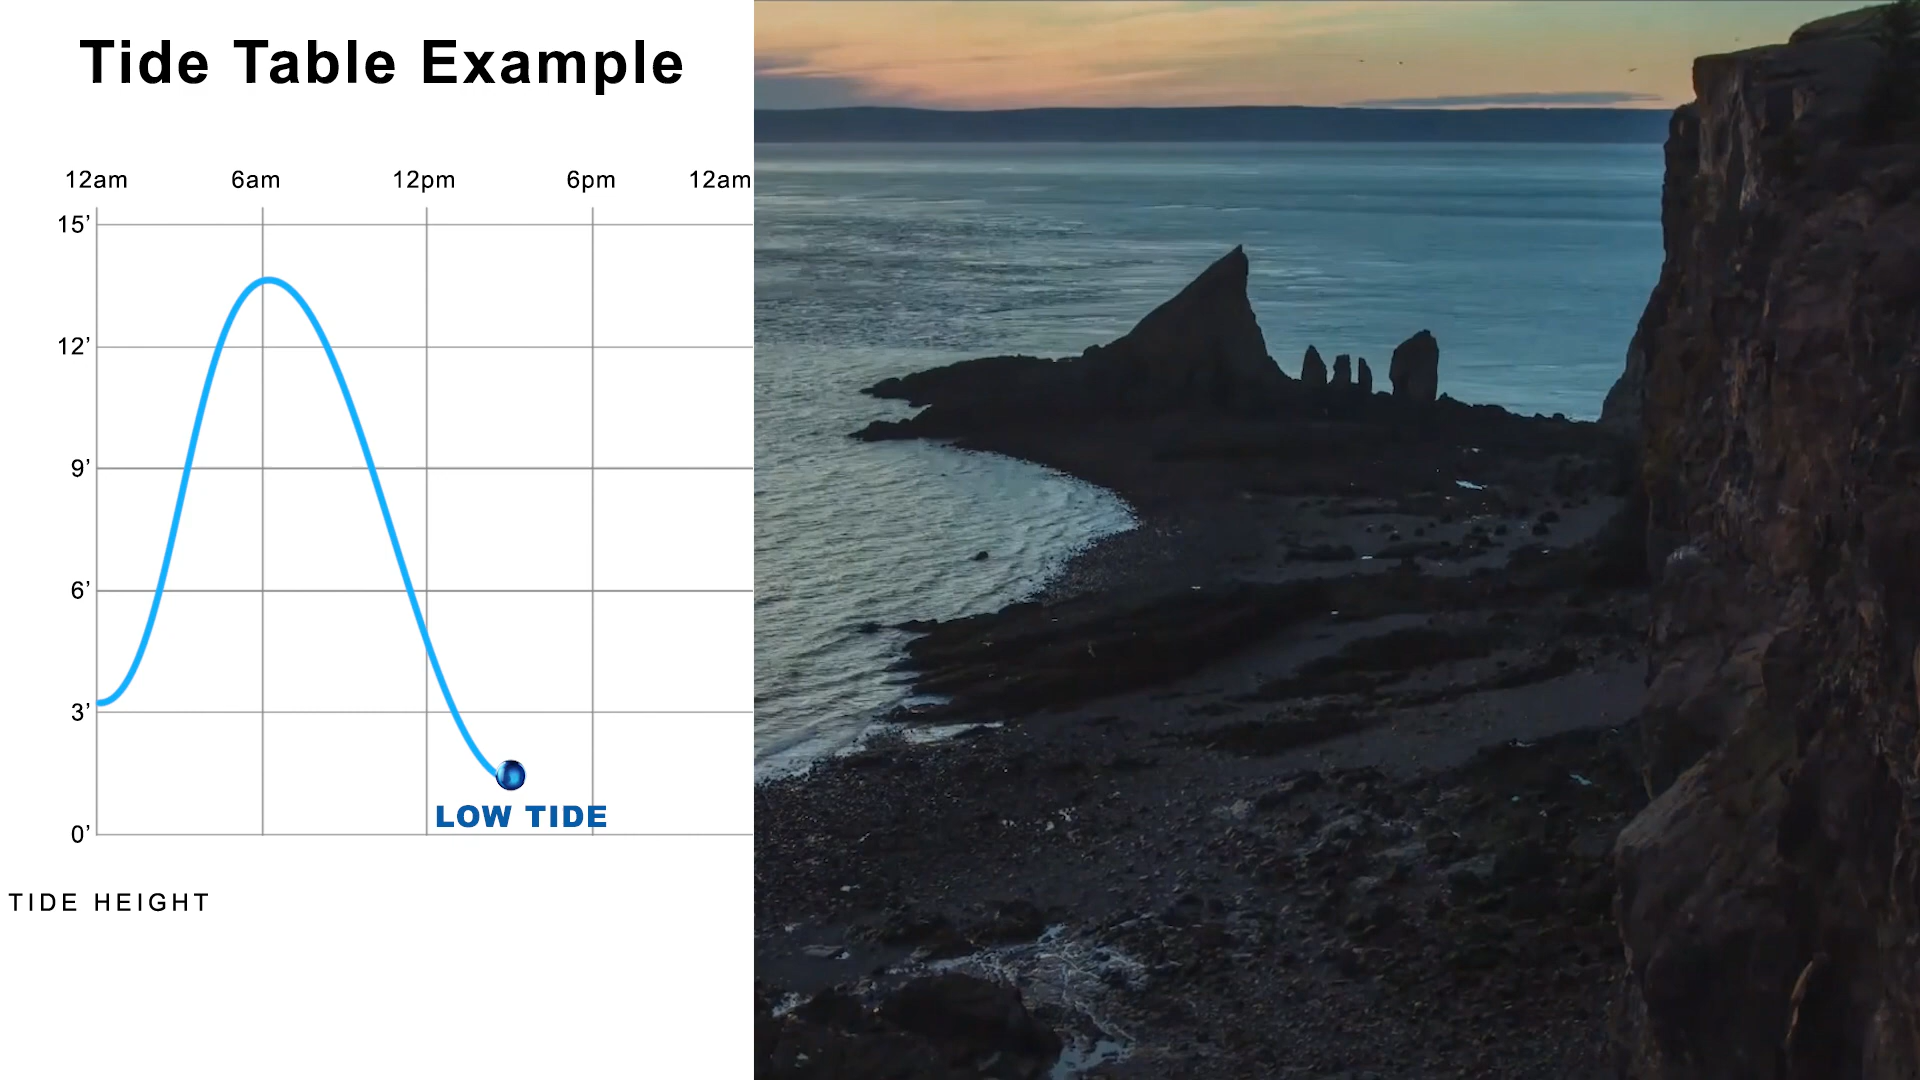 Tide Table Example
12am 6am 12pm 6pm 12am
15’
12’
9’
6’
3’
LOW TIDE
0’
TIDE HEIGHT